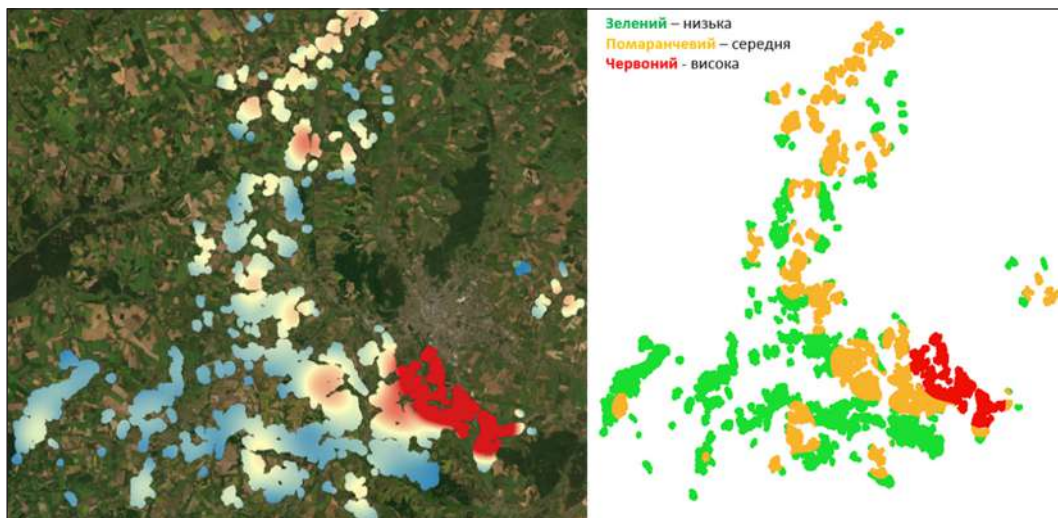 Зелений – низька
Помаранчевий – середня
Червоний - висока